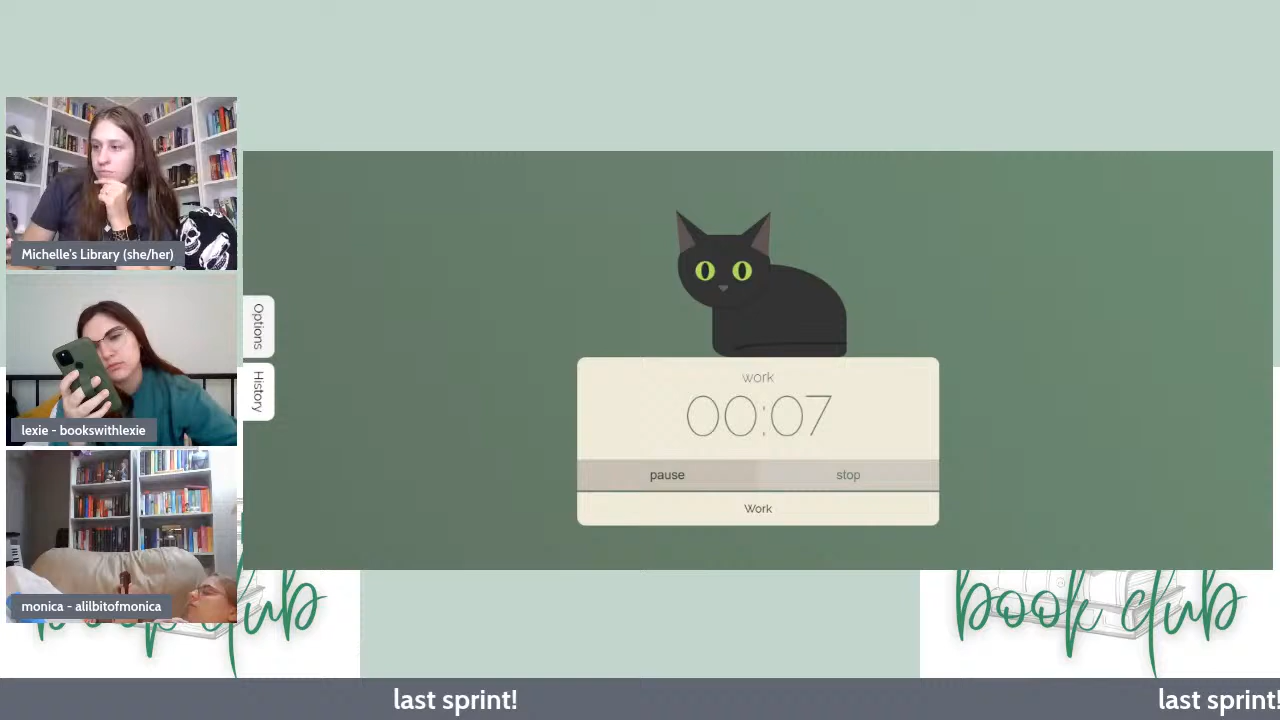 Michelle's Library (she/her)
lexie - bookswithlexie
monica - alilbitofmonica
Options
History
work
00:07
pause
stop
Work
book club
book club
last sprint!
last sprint!